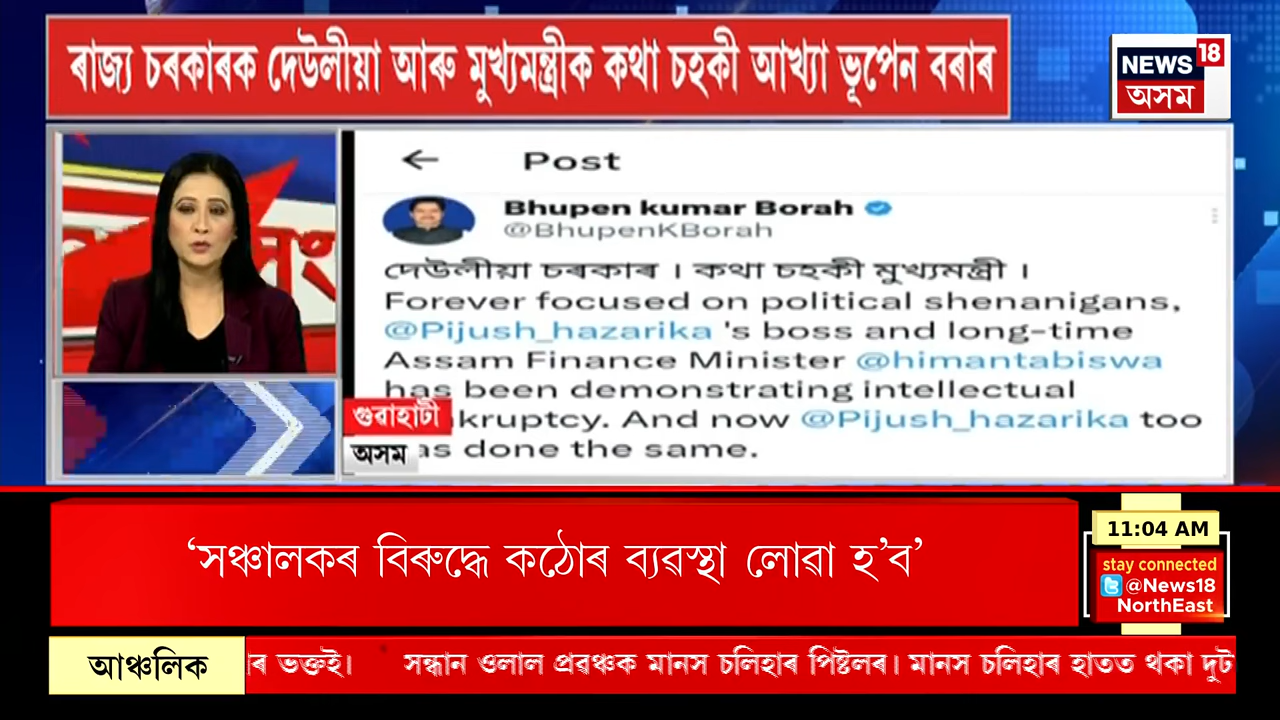 ৰাজ্য চৰকাৰক দেউলীয়া আৰু মুখ্যমন্ত্ৰীক কথা চহকী আখ্যা ভূপেন বৰাৰ
NEWS 18
অসম
← Post
Bhupen kumar Borah
@BhupenKBorah
দেউলীয়া চৰকাৰ । কথা চহকী মুখ্যমন্ত্ৰী ।
Forever focused on political shenanigans,
@Pijush_hazarika 's boss and long-time
Assam Finance Minister @himantabiswa
has been demonstrating intellectual
kruptcy. And now @Pijush_hazarika too
as done the same.
গুৱাহাটী
অসম
‘সঞ্চালকৰ বিৰুদ্ধে কঠোৰ ব্যৱস্থা লোৱা হ’ব’
11:04 AM
stay connected
@News18
NorthEast
আঞ্চলিক
ৰ ভক্তই। সন্ধান ওলাল প্ৰৱঞ্চক মানস চলিহাৰ পিষ্টলৰ। মানস চলিহাৰ হাতত থকা দুট